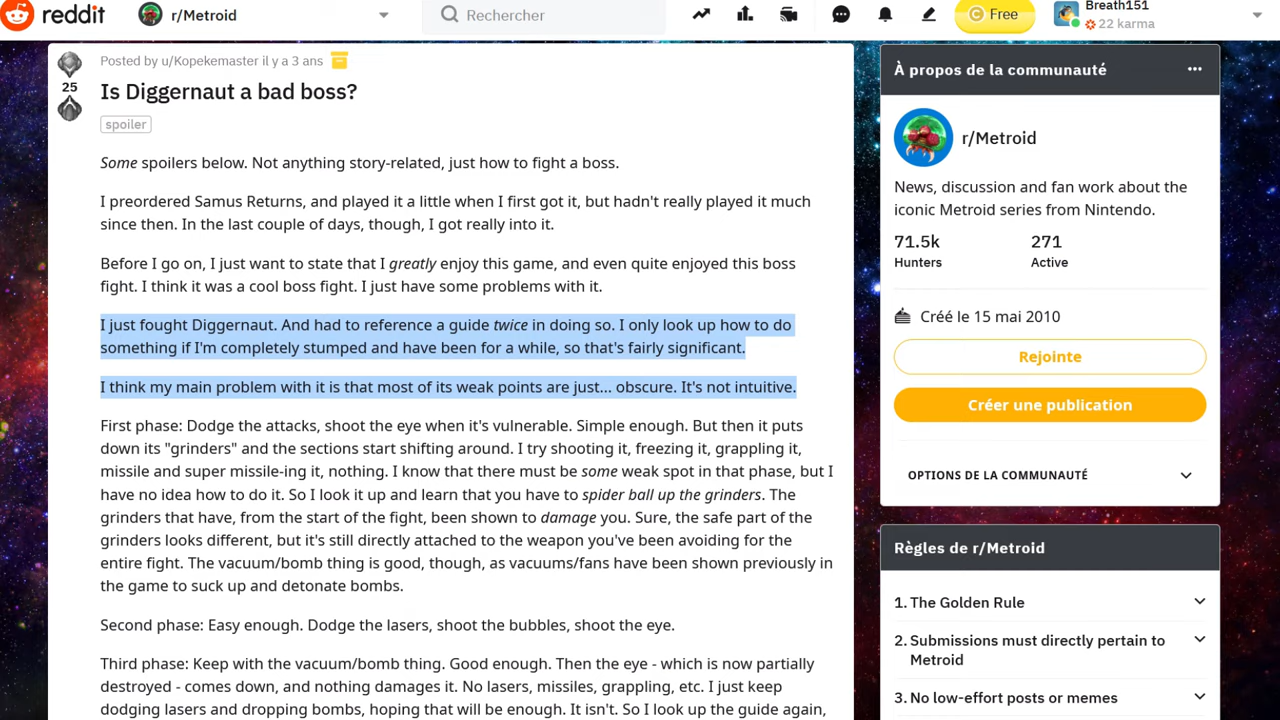 reddit
r/Metroid
Rechercher
Free
Breath151
22 karma
Posted by u/Kopekemaster il y a 3 ans
25
Is Diggernaut a bad boss?
spoiler
Some spoilers below. Not anything story-related, just how to fight a boss.
I preordered Samus Returns, and played it a little when I first got it, but hadn't really played it much
since then. In the last couple of days, though, I got really into it.
Before I go on, I just want to state that I greatly enjoy this game, and even quite enjoyed this boss
fight. I think it was a cool boss fight. I just have some problems with it.
I just fought Diggernaut. And had to reference a guide twice in doing so. I only look up how to do
something if I'm completely stumped and have been for a while, so that's fairly significant.
I think my main problem with it is that most of its weak points are just... obscure. It's not intuitive.
First phase: Dodge the attacks, shoot the eye when it's vulnerable. Simple enough. But then it puts
down its "grinders" and the sections start shifting around. I try shooting it, freezing it, grappling it,
missile and super missile-ing it, nothing. I know that there must be some weak spot in that phase, but I
have no idea how to do it. So I look it up and learn that you have to spider ball up the grinders. The
grinders that have, from the start of the fight, been shown to damage you. Sure, the safe part of the
grinders looks different, but it's still directly attached to the weapon you've been avoiding for the
entire fight. The vacuum/bomb thing is good, though, as vacuums/fans have been shown previously in
the game to suck up and detonate bombs.
Second phase: Easy enough. Dodge the lasers, shoot the bubbles, shoot the eye.
Third phase: Keep with the vacuum/bomb thing. Good enough. Then the eye - which is now partially
destroyed - comes down, and nothing damages it. No lasers, missiles, grappling, etc. I just keep
dodging lasers and dropping bombs, hoping that will be enough. It isn't. So I look up the guide again,
À propos de la communauté
r/Metroid
News, discussion and fan work about the
iconic Metroid series from Nintendo.
71.5k
271
Hunters
Active
Créé le 15 mai 2010
Rejointe
Créer une publication
OPTIONS DE LA COMMUNAUTÉ
Règles de r/Metroid
1. The Golden Rule
2. Submissions must directly pertain to
Metroid
3. No low-effort posts or memes